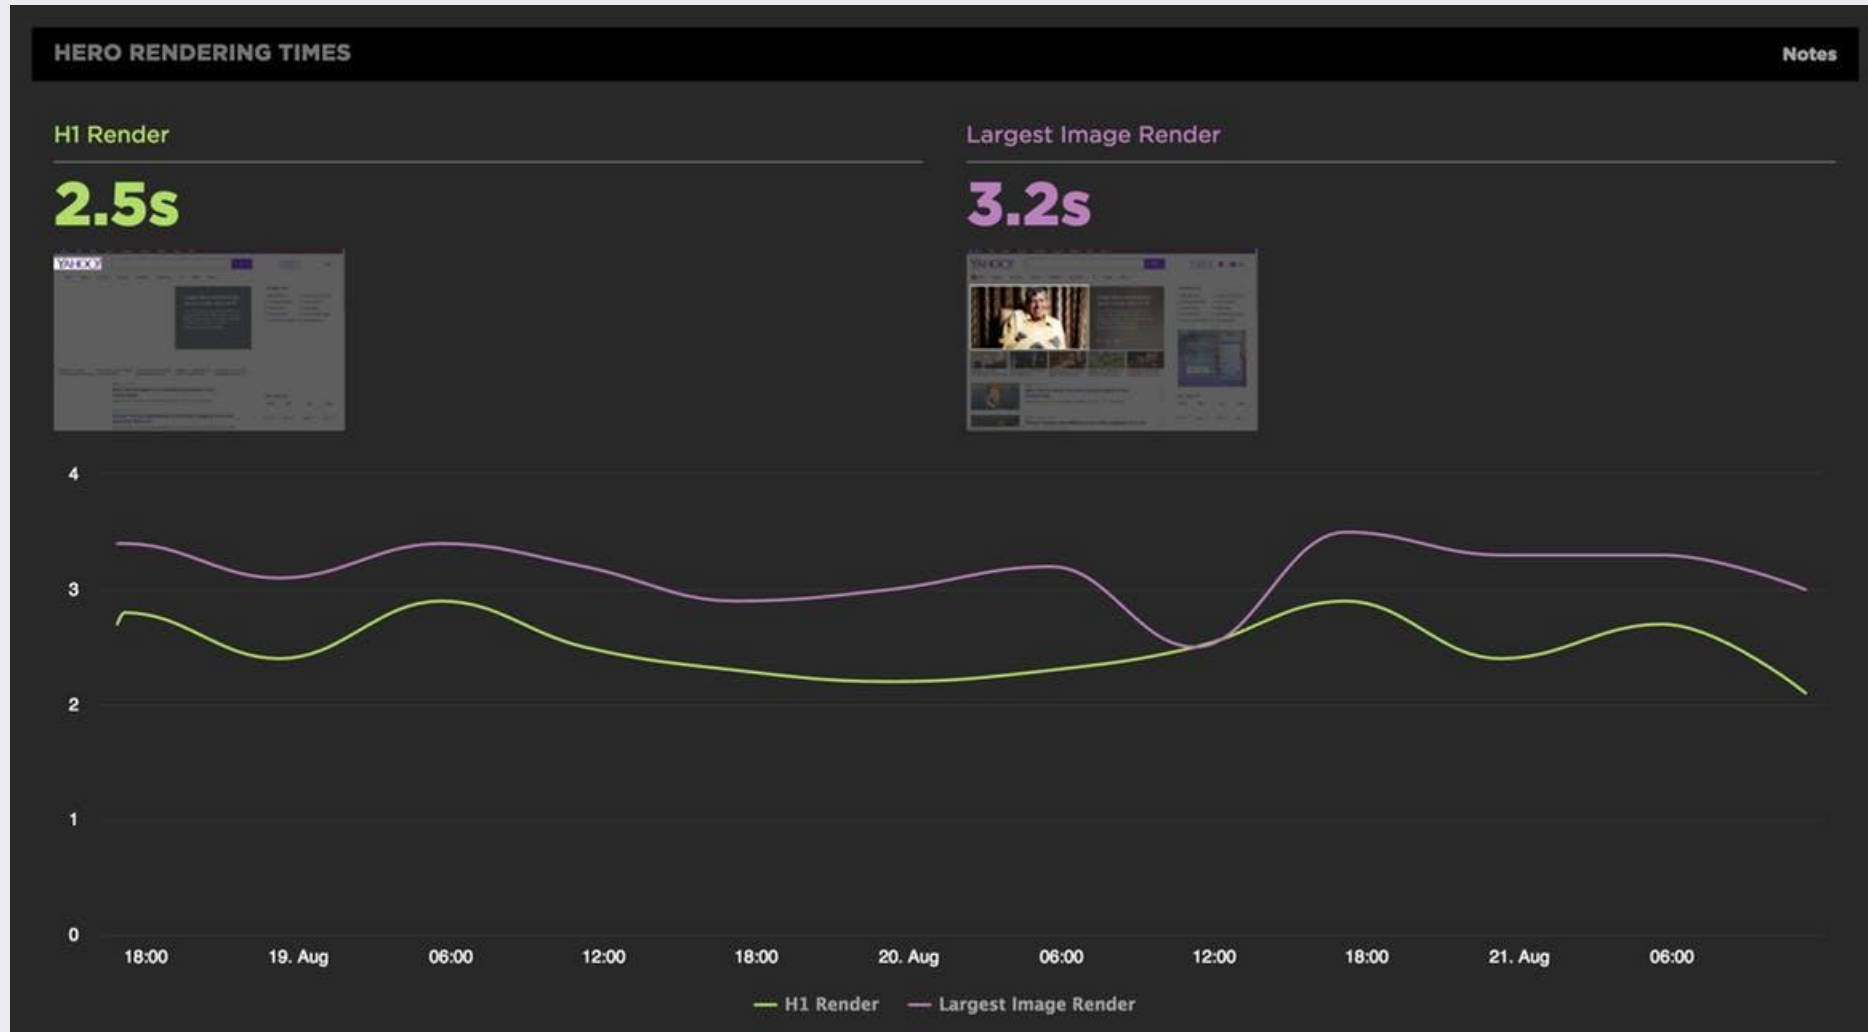 HERO RENDERING TIMES
Notes
H1 Render
Largest Image Render
2.5s
3.2s
YAHOO!
YAHOO!
4
3
2
1
0
18:00 19. Aug 06:00 12:00 18:00 20. Aug 06:00 12:00 18:00 21. Aug 06:00
H1 Render Largest Image Render